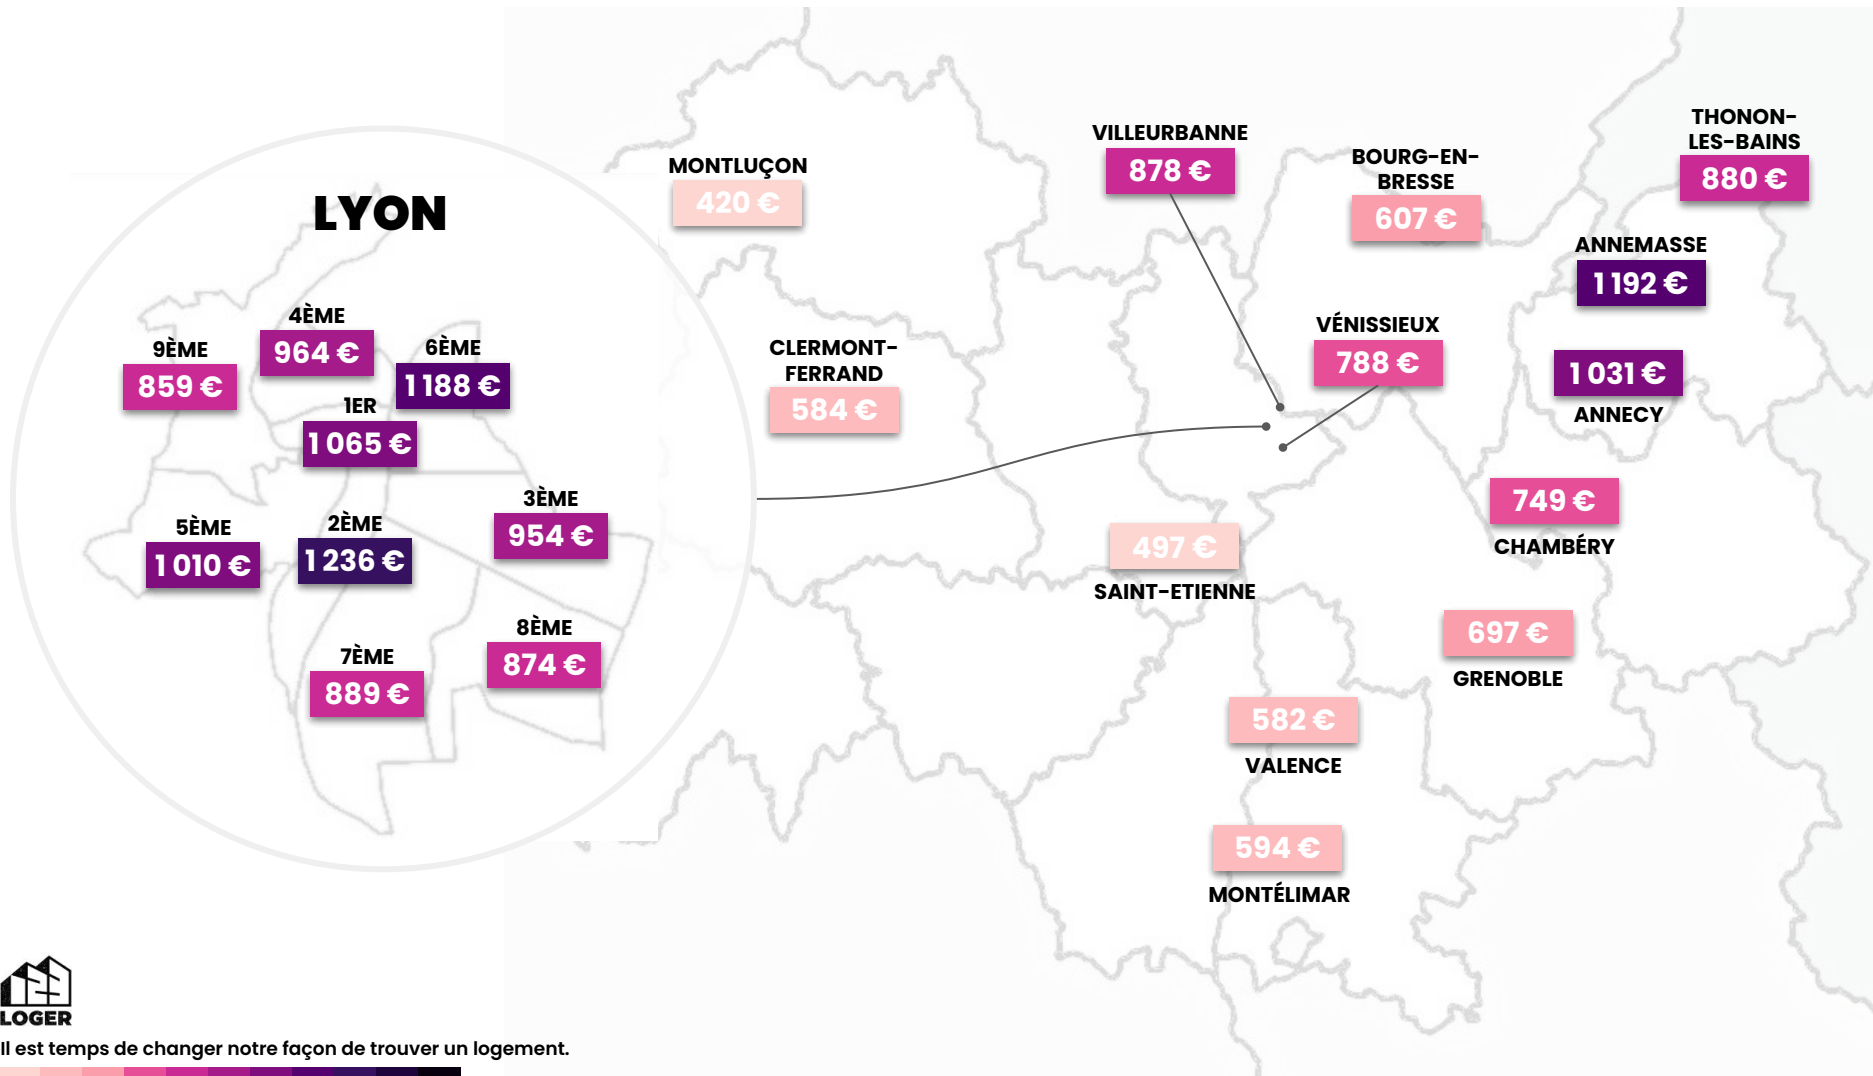 LYON
4ÈME
964 €
9ÈME
859 €
6ÈME
1 188 €
1ER
1 065 €
3ÈME
954 €
5ÈME
1 010 €
2ÈME
1 236 €
8ÈME
874 €
7ÈME
889 €
MONTLUÇON
420 €
CLERMONT-
FERRAND
584 €
VILLEURBANNE
878 €
BOURG-EN-
BRESSE
607 €
THONON-
LES-BAINS
880 €
ANNEMASSE
1 192 €
VÉNISSIEUX
788 €
1 031 €
ANNECY
749 €
CHAMBÉRY
497 €
SAINT-ETIENNE
697 €
GRENOBLE
582 €
VALENCE
594 €
MONTÉLIMAR
123
LOGER
Il est temps de changer notre façon de trouver un logement.